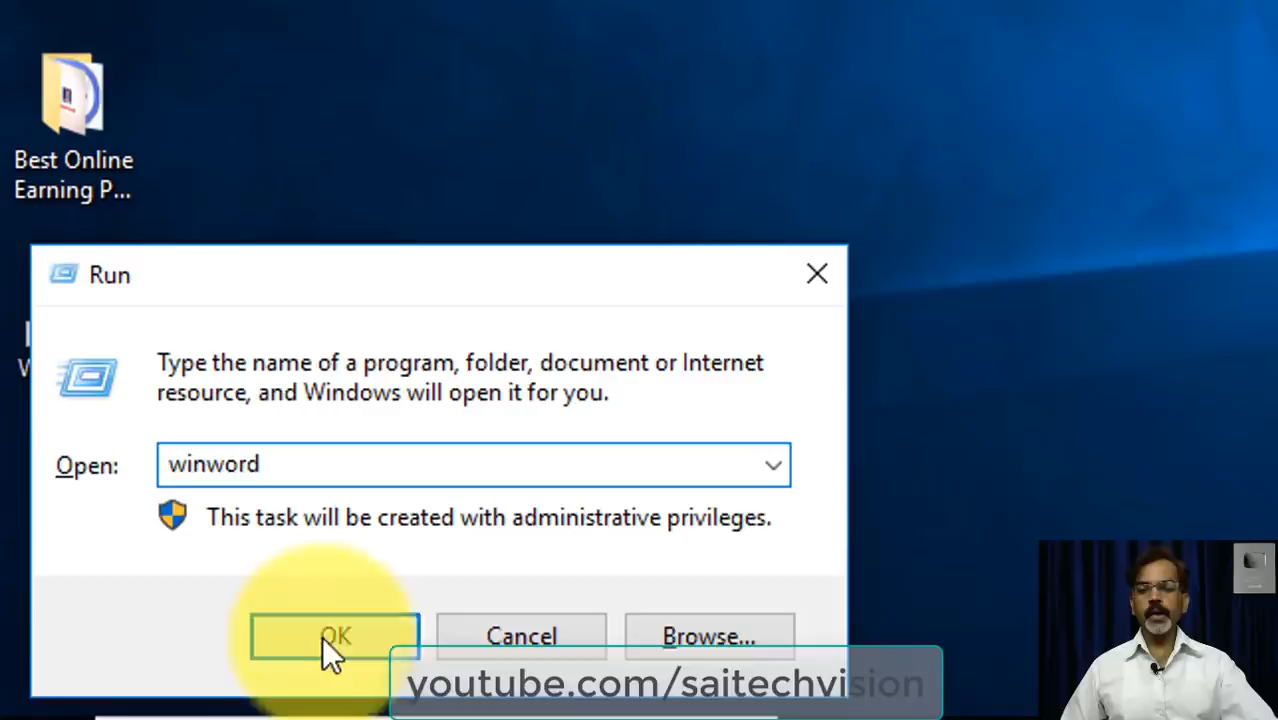 Best Online
Earning P...
Run
Type the name of a program, folder, document or Internet
resource, and Windows will open it for you.
Open: winword
This task will be created with administrative privileges.
OK Cancel Browse...
youtube.com/saitechvision